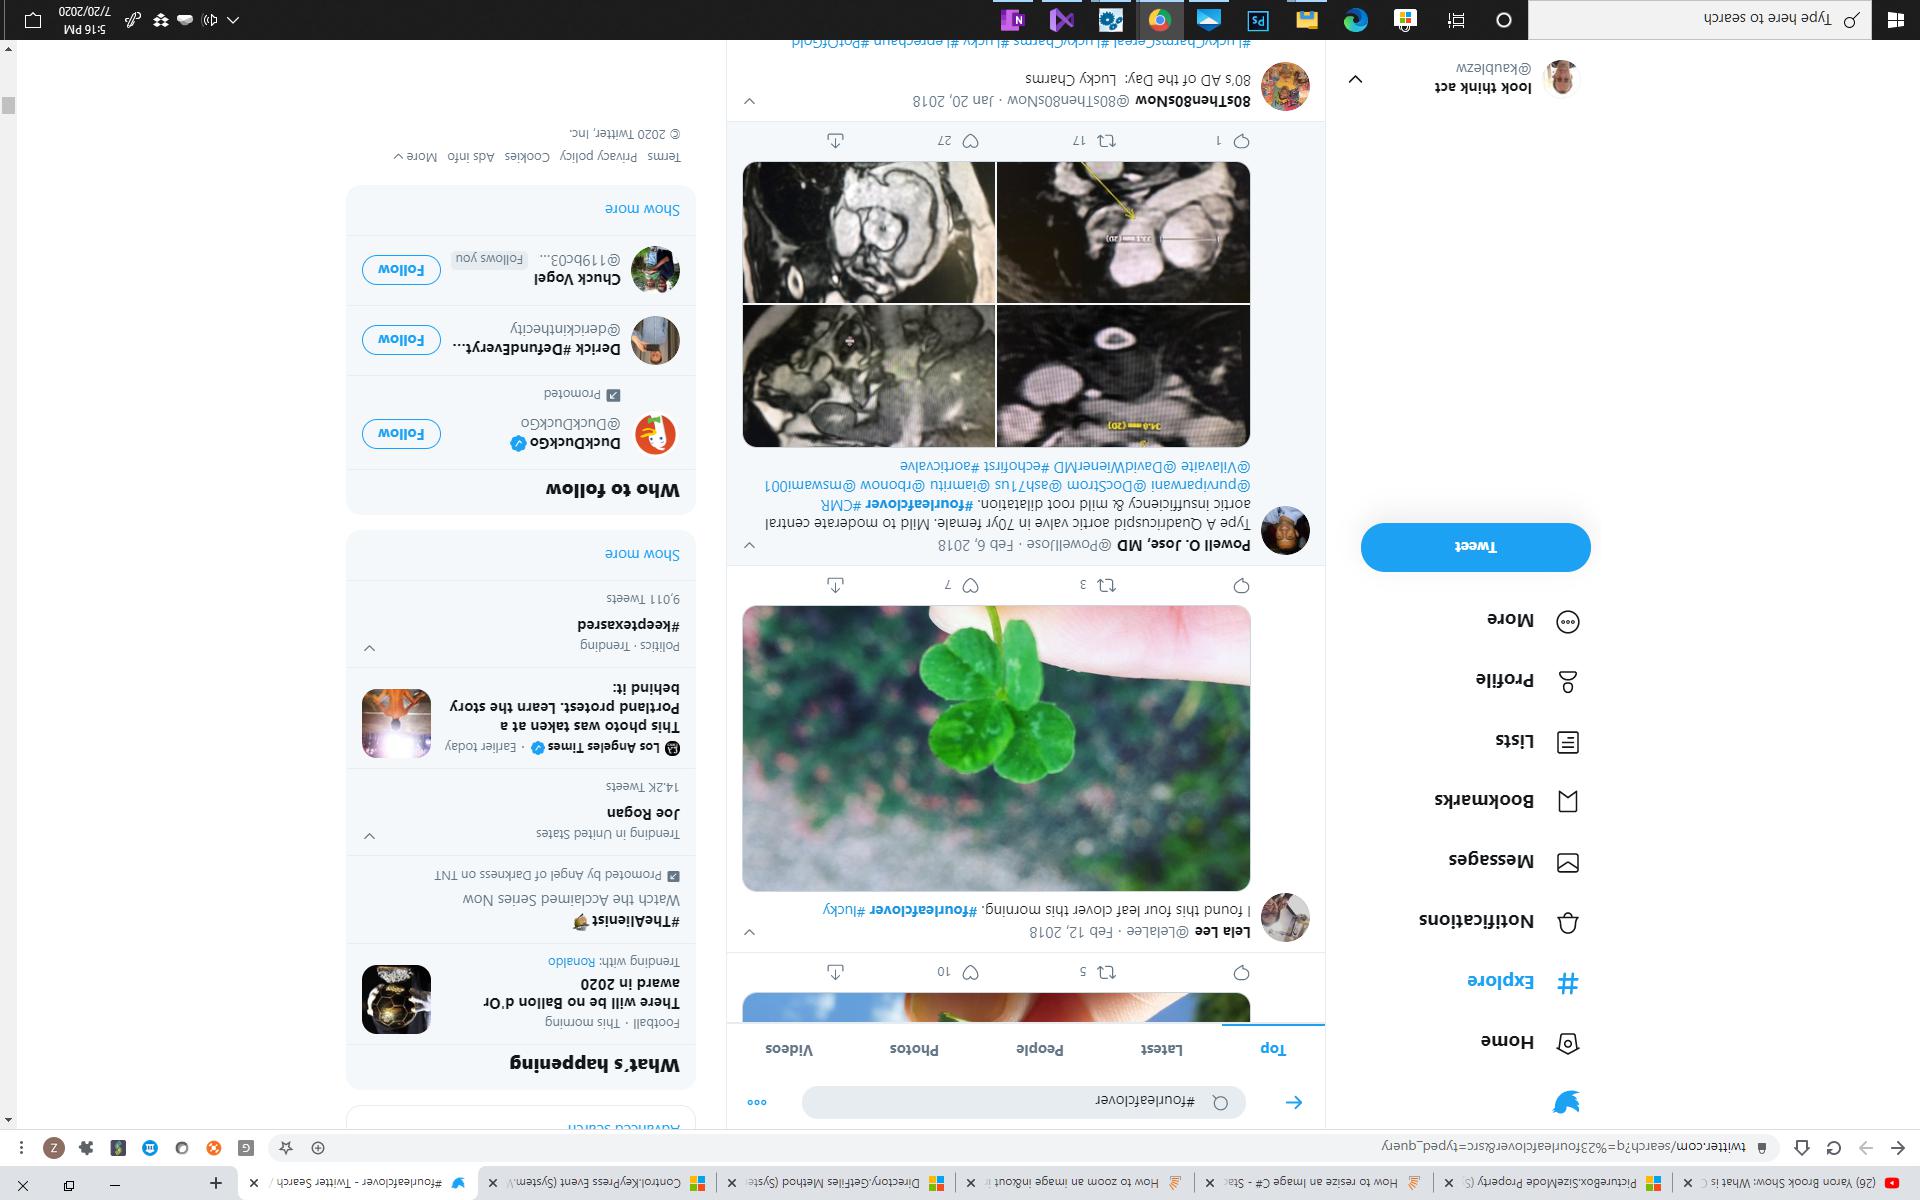 (26) Yaron Brook Show: What is C
PictureBox.SizeMode Property (S
How to resize an image C# - Stac
How to zoom an image in&out ir
Directory.GetFiles Method (Syster
Control.KeyPress Event (System.V
#fourleafclover - Twitter Search /
twitter.com/search?q=%23fourleafclover&src=typed_query
Z
Home
Explore
Notifications
Messages
Bookmarks
Lists
Profile
More
Tweet
look think act
@kaublezw
#fourleafclover
Top
Latest
People
Photos
Videos
5
10
Lela Lee @LelaLee · Feb 12, 2018
I found this four leaf clover this morning. #fourleafclover #lucky
3
7
Powell O. Jose, MD @PowellJose · Feb 6, 2018
Type A Quadricuspid aortic valve in 70yr female. Mild to moderate central
aortic insufficiency & mild root dilatation. #fourleafclover #CMR
@purviparwani @DocStrom @ash71us @iamritu @rbonow @mswami001
@Vilavaite @DavidWienerMD #echofirst #aorticvalve
1
17
27
80sThen80sNow @80sThen80sNow · Jan 20, 2018
80's AD of the Day: Lucky Charms
#LuckyCharmsCereal #LuckyCharms #Lucky #Leprechaun #PotOfGold
Advanced search
What's happening
Football · This morning
There will be no Ballon d'Or
award in 2020
Trending with: Ronaldo
#TheAlienist
Watch the Acclaimed Series Now
Promoted by Angel of Darkness on TNT
Trending in United States
Joe Rogan
14.2K Tweets
Los Angeles Times · Earlier today
This photo was taken at a
Portland protest. Learn the story
behind it:
Politics · Trending
#keeptexasred
9,011 Tweets
Show more
Who to follow
DuckDuckGo
@DuckDuckGo
Follow
Promoted
Derick #DefundEveryt...
@derickinthecity
Follow
Chuck Vogel
@119bc03... Follows you
Follow
Show more
Terms Privacy policy Cookies Ads info More
© 2020 Twitter, Inc.
Type here to search
Ps
N
5:16 PM
7/20/2020